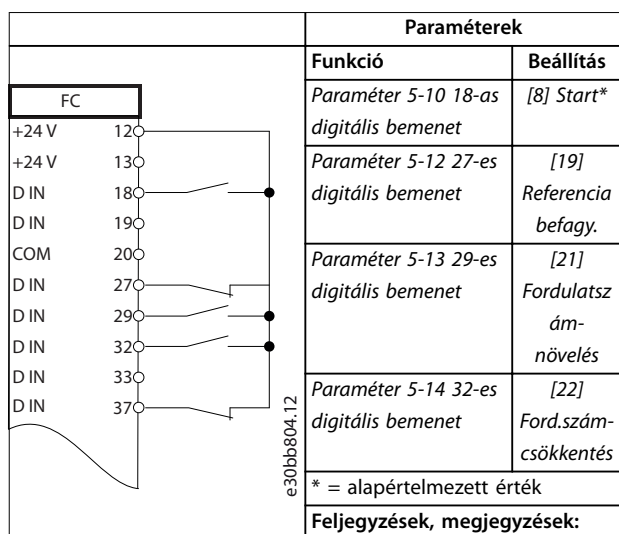 FC
+24 V 12
+24 V 13
D IN 18
D IN 19
COM 20
D IN 27
D IN 29
D IN 32
D IN 33
D IN 37
e30bb804.12
Paraméterek
Funkció Beállítás
Paraméter 5-10 18-as [8] Start*
digitális bemenet
Paraméter 5-12 27-es [19]
digitális bemenet Referencia
befagy.
Paraméter 5-13 29-es [21]
digitális bemenet Fordulatsz
ám-
növelés
Paraméter 5-14 32-es [22]
digitális bemenet Ford.szám-
csökkentés
* = alapértelmezett érték
Feljegyzések, megjegyzések: